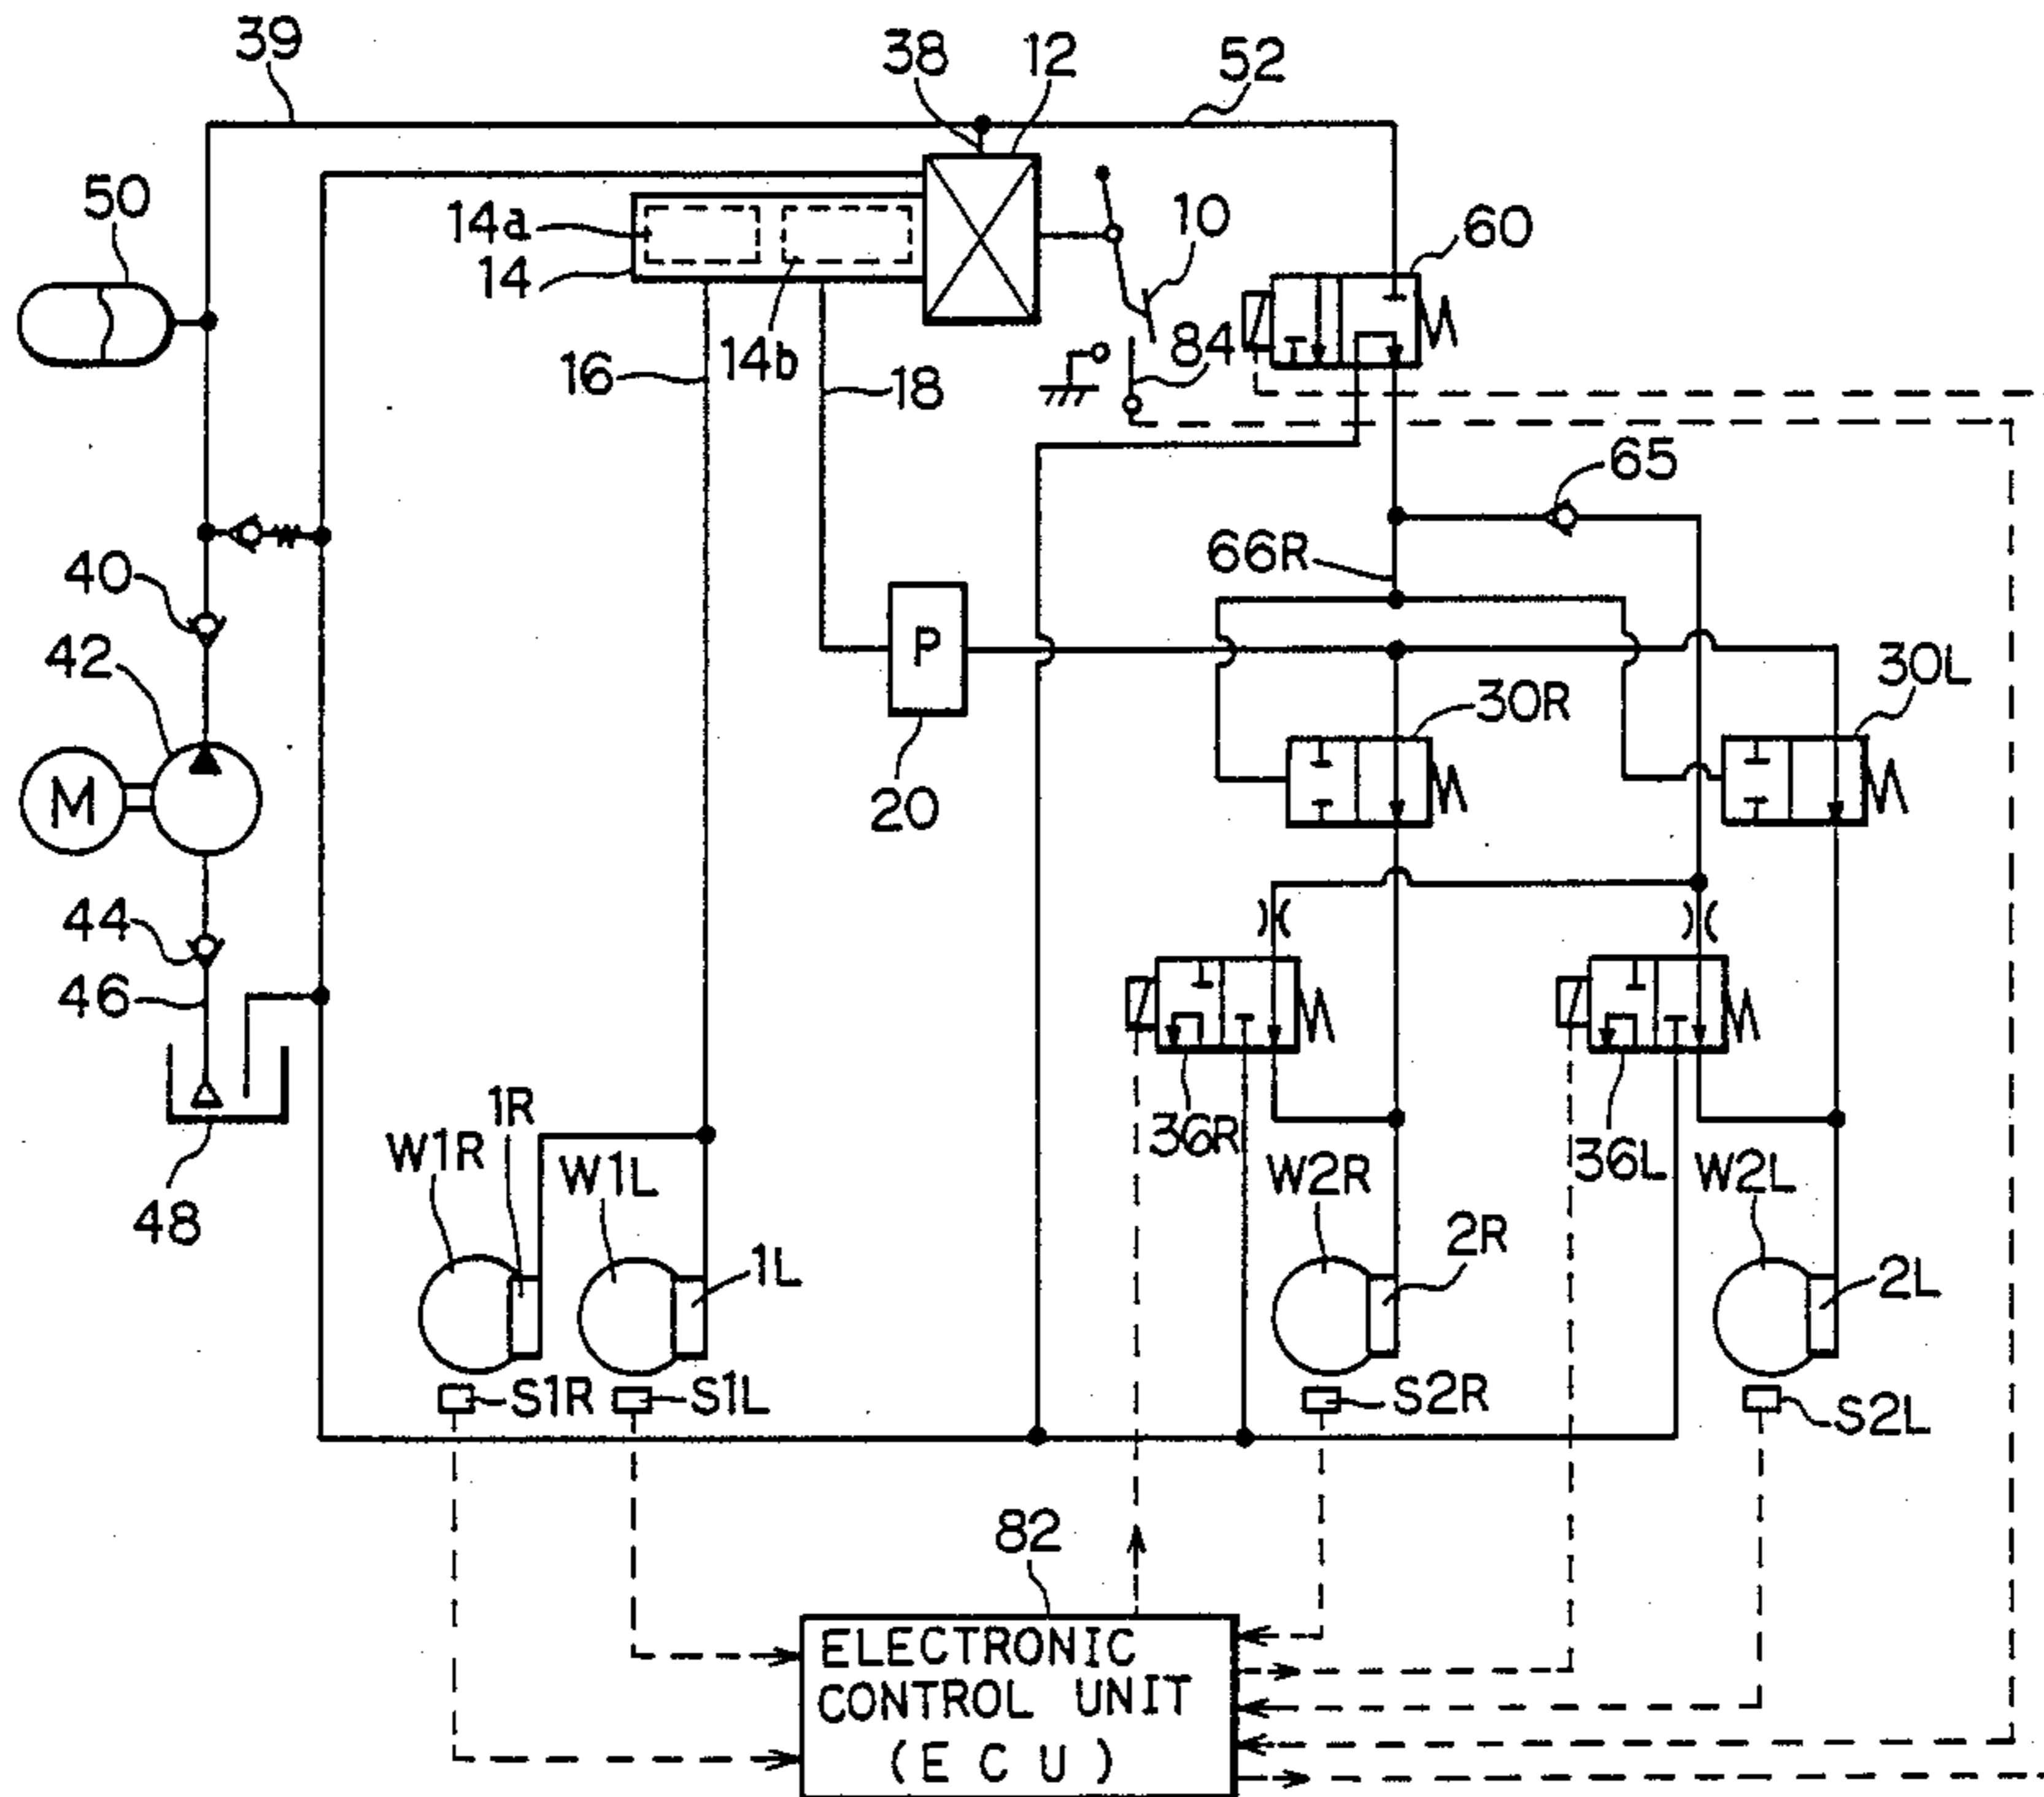 39
38
12
52
50
14a
14
10
60
14b
84
16
18
65
66R
40
42
P
30R
30L
M
20
44
46
1R
W1R
W1L
36R
36L
W2R
W2L
48
2R
1L
2L
S1R
S1L
S2R
S2L
82
ELECTRONIC
CONTROL UNIT
(ECU)